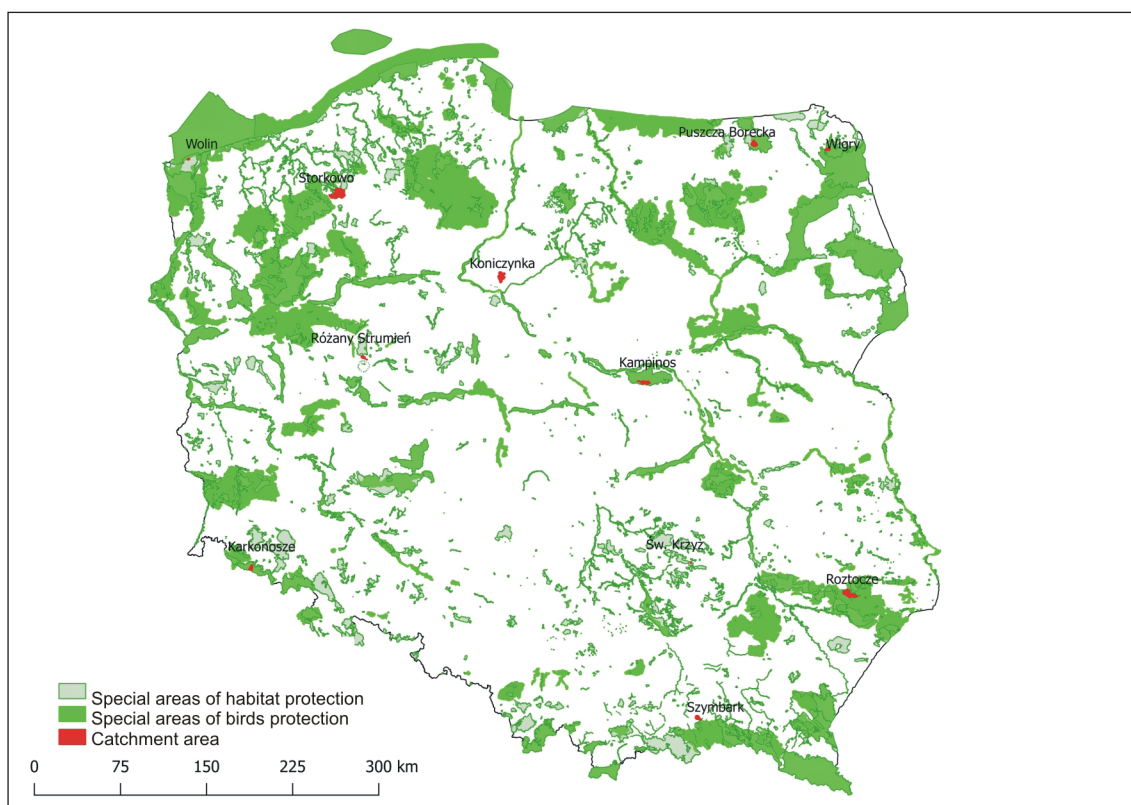 Wolin
Puszcza Borecka
Wigry
Storkowo
Koniczynka
Różany Strumień
Kampinos
Karkonosze
Św. Krzyż
Roztocze
Szymbark
Special areas of habitat protection
Special areas of birds protection
Catchment area
0 75 150 225 300 km